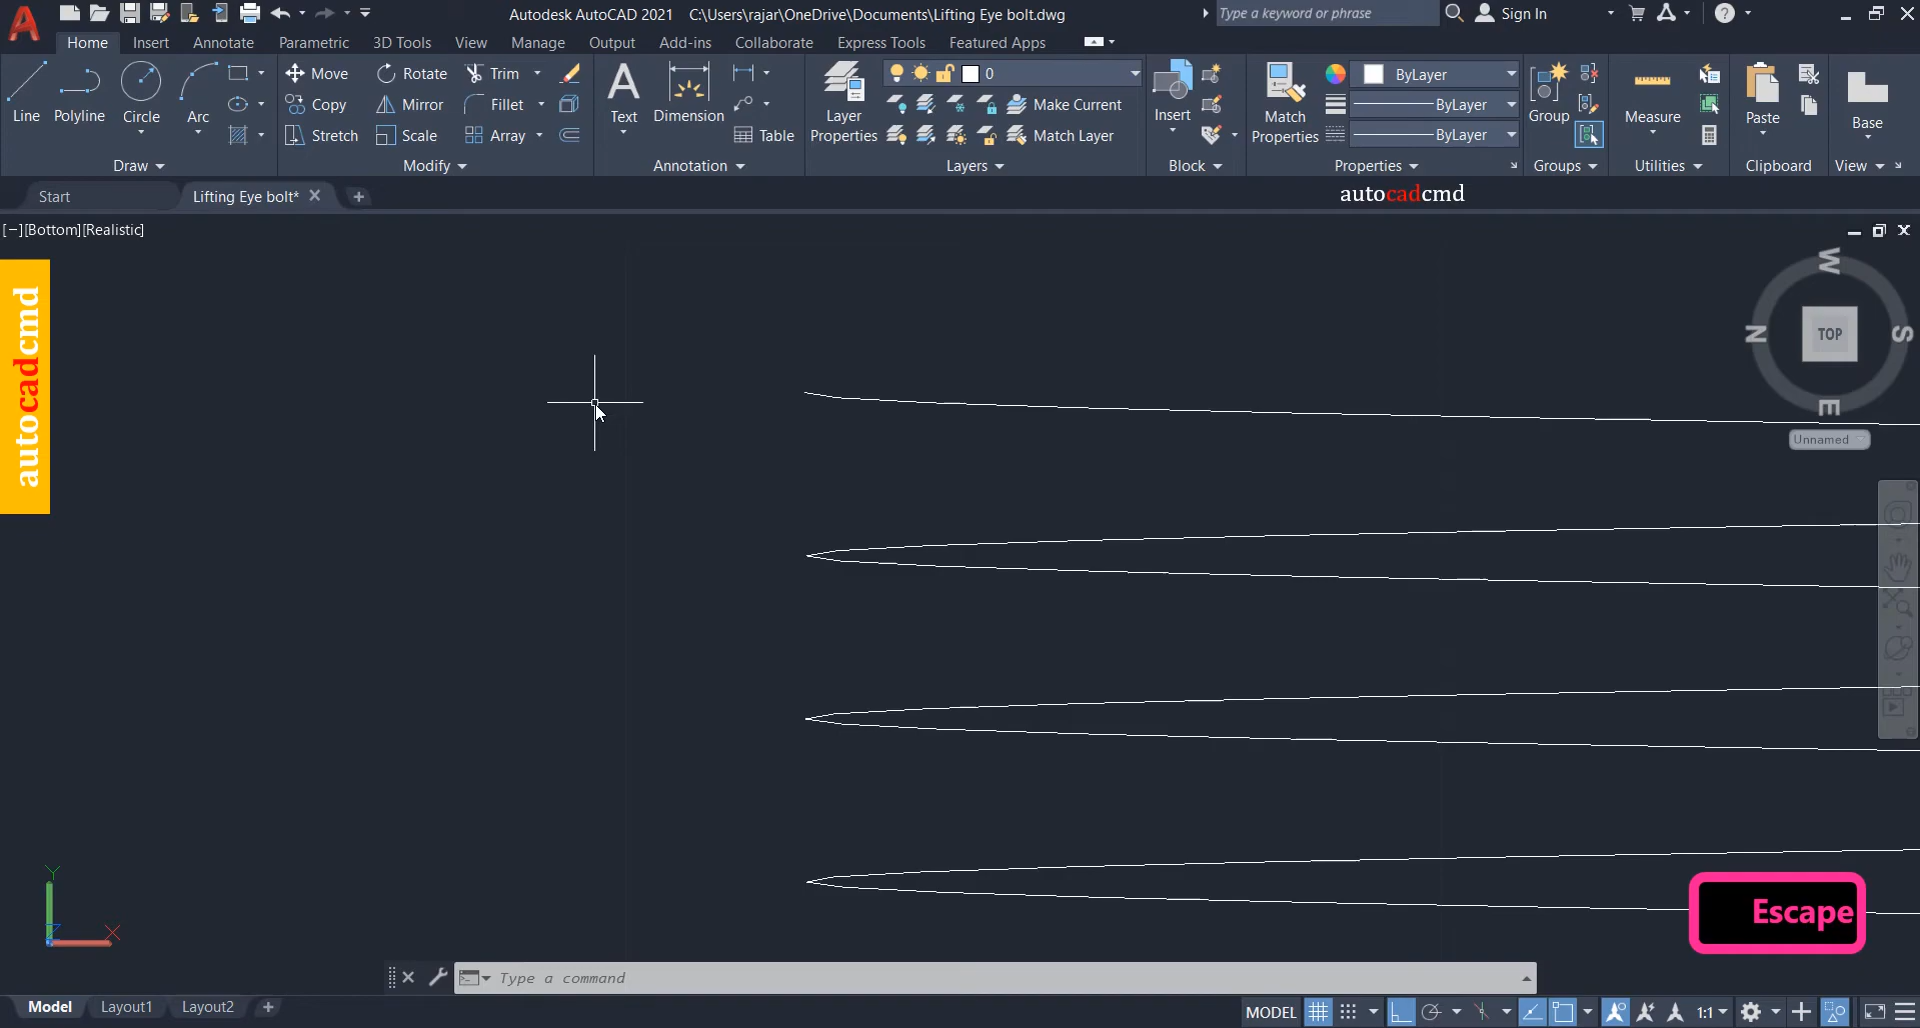 Autodesk AutoCAD 2021 C:\Users\rajar\OneDrive\Documents\Lifting Eye bolt.dwg
Type a keyword or phrase
Sign In
Home Insert Annotate Parametric 3D Tools View Manage Output Add-ins Collaborate Express Tools Featured Apps
Line
Polyline
Circle
Arc
Move
Rotate
Trim
Copy
Mirror
Fillet
Stretch
Scale
Array
Text
Dimension
Table
Layer
Properties
0
Make Current
Match Layer
Insert
Match
Properties
ByLayer
ByLayer
ByLayer
Group
Measure
Paste
Base
Draw Modify Annotation Layers Block Properties Groups Utilities Clipboard View
Start
Lifting Eye bolt*
autocadcmd
[−][Bottom][Realistic]
autocadcmd
W
N
TOP
S
E
Unnamed
Y
X
Z
Escape
Type a command
Model Layout1 Layout2
MODEL
1:1